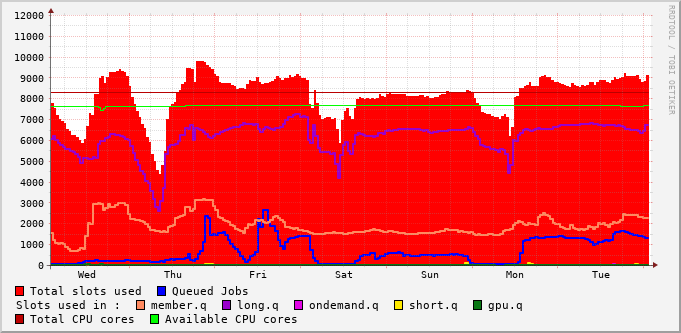 RRDTOOL / TOBI OETIKER
12000
11000
10000
9000
8000
7000
6000
5000
4000
3000
2000
1000
0
Wed Thu Fri Sat Sun Mon Tue
Total slots used Queued Jobs
Slots used in : member.q long.q ondemand.q short.q gpu.q
Total CPU cores Available CPU cores